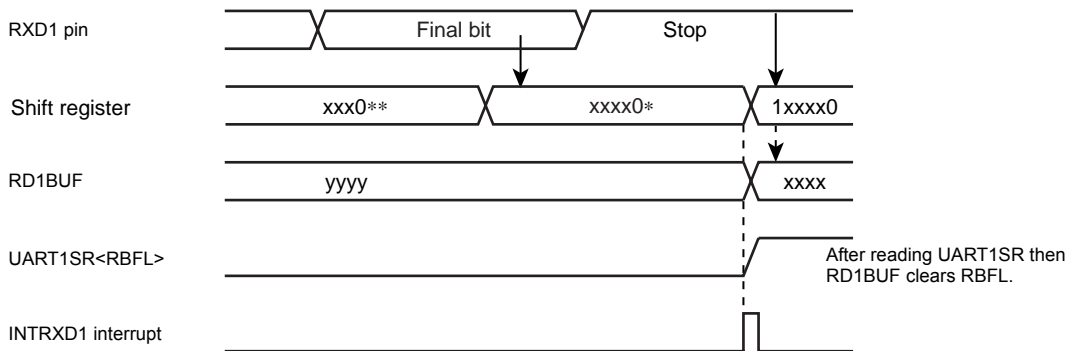 RXD1 pin
Final bit
Stop
Shift register
xxx0**
xxxx0*
1xxxx0
RD1BUF
yyyy
xxxx
UART1SR<RBFL>
After reading UART1SR then
RD1BUF clears RBFL.
INTRXD1 interrupt